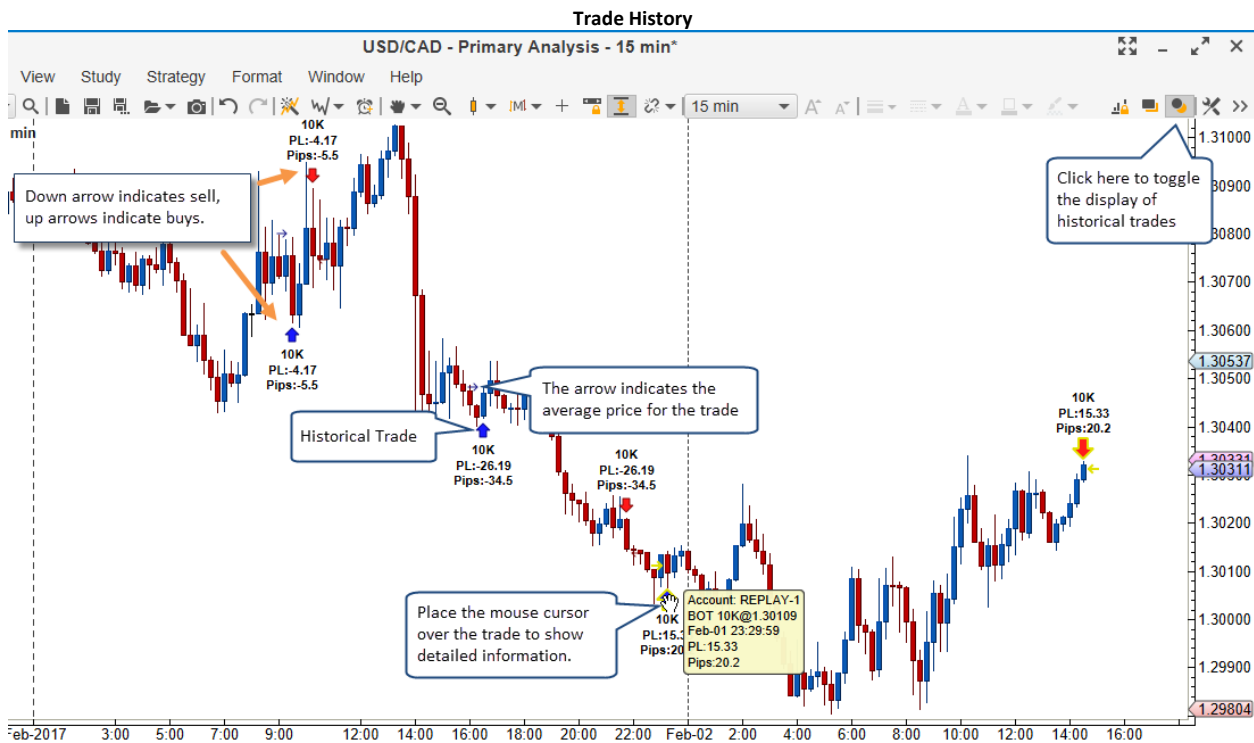 Trade History
USD/CAD - Primary Analysis - 15 min*
View Study Strategy Format Window Help
15 min
min
10K
PL:-4.17
Pips:-5.5
Down arrow indicates sell,
up arrows indicate buys.
Click here to toggle
the display of
historical trades
10K
PL:-4.17
Pips:-5.5
The arrow indicates the
average price for the trade
Historical Trade
10K
PL:-26.19
Pips:-34.5
10K
PL:-26.19
Pips:-34.5
10K
PL:15.33
Pips:20.2
Place the mouse cursor
over the trade to show
detailed information.
10K
PL:15.3
Pips:20
Account: REPLAY-1
BOT 10K@1.30109
Feb-01 23:29:59
PL:15.33
Pips:20.2
1.31000
30900
1.30800
1.30700
1.30600
1.30537
1.30500
1.30400
1.30331
1.30311
1.30200
1.30100
1.30000
1.29900
1.29804
Feb-2017 3:00 5:00 7:00 9:00 12:00 14:00 16:00 18:00 20:00 22:00 Feb-02 2:00 4:00 6:00 8:00 10:00 12:00 14:00 16:00